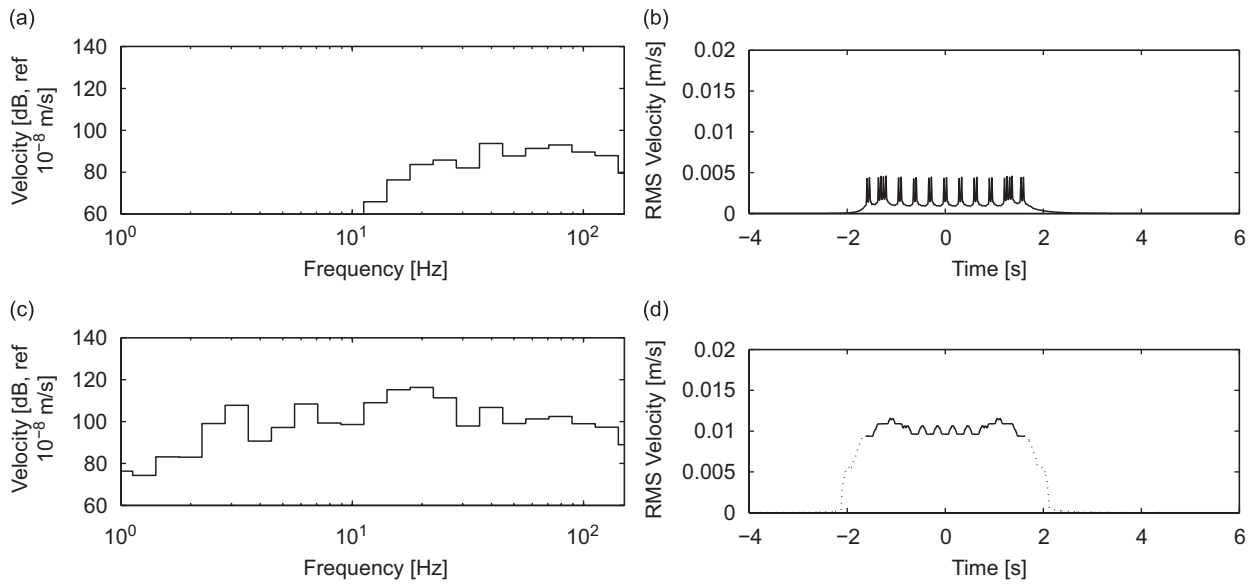 (a)
140
120
100
80
60
10⁰
10¹
10²
Velocity [dB, ref
10⁻⁸ m/s]
Frequency [Hz]
(b)
0.02
0.015
0.01
0.005
0
−4
−2
0
2
4
6
RMS Velocity [m/s]
Time [s]
(c)
140
120
100
80
60
10⁰
10¹
10²
Velocity [dB, ref
10⁻⁸ m/s]
Frequency [Hz]
(d)
0.02
0.015
0.01
0.005
0
−4
−2
0
2
4
6
RMS Velocity [m/s]
Time [s]